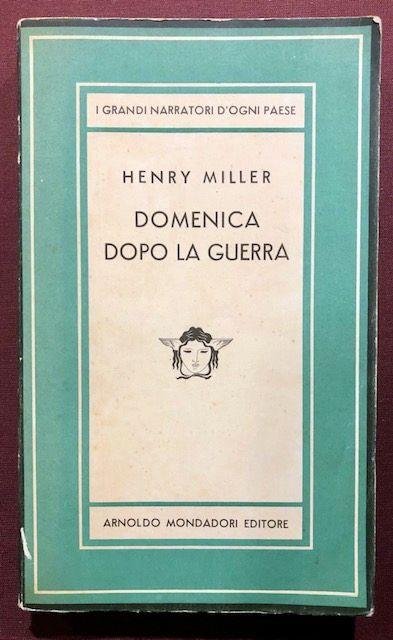 I GRANDI NARRATORI D'OGNI PAESE
HENRY MILLER
DOMENICA
DOPO LA GUERRA
ARNOLDO MONDADORI EDITORE